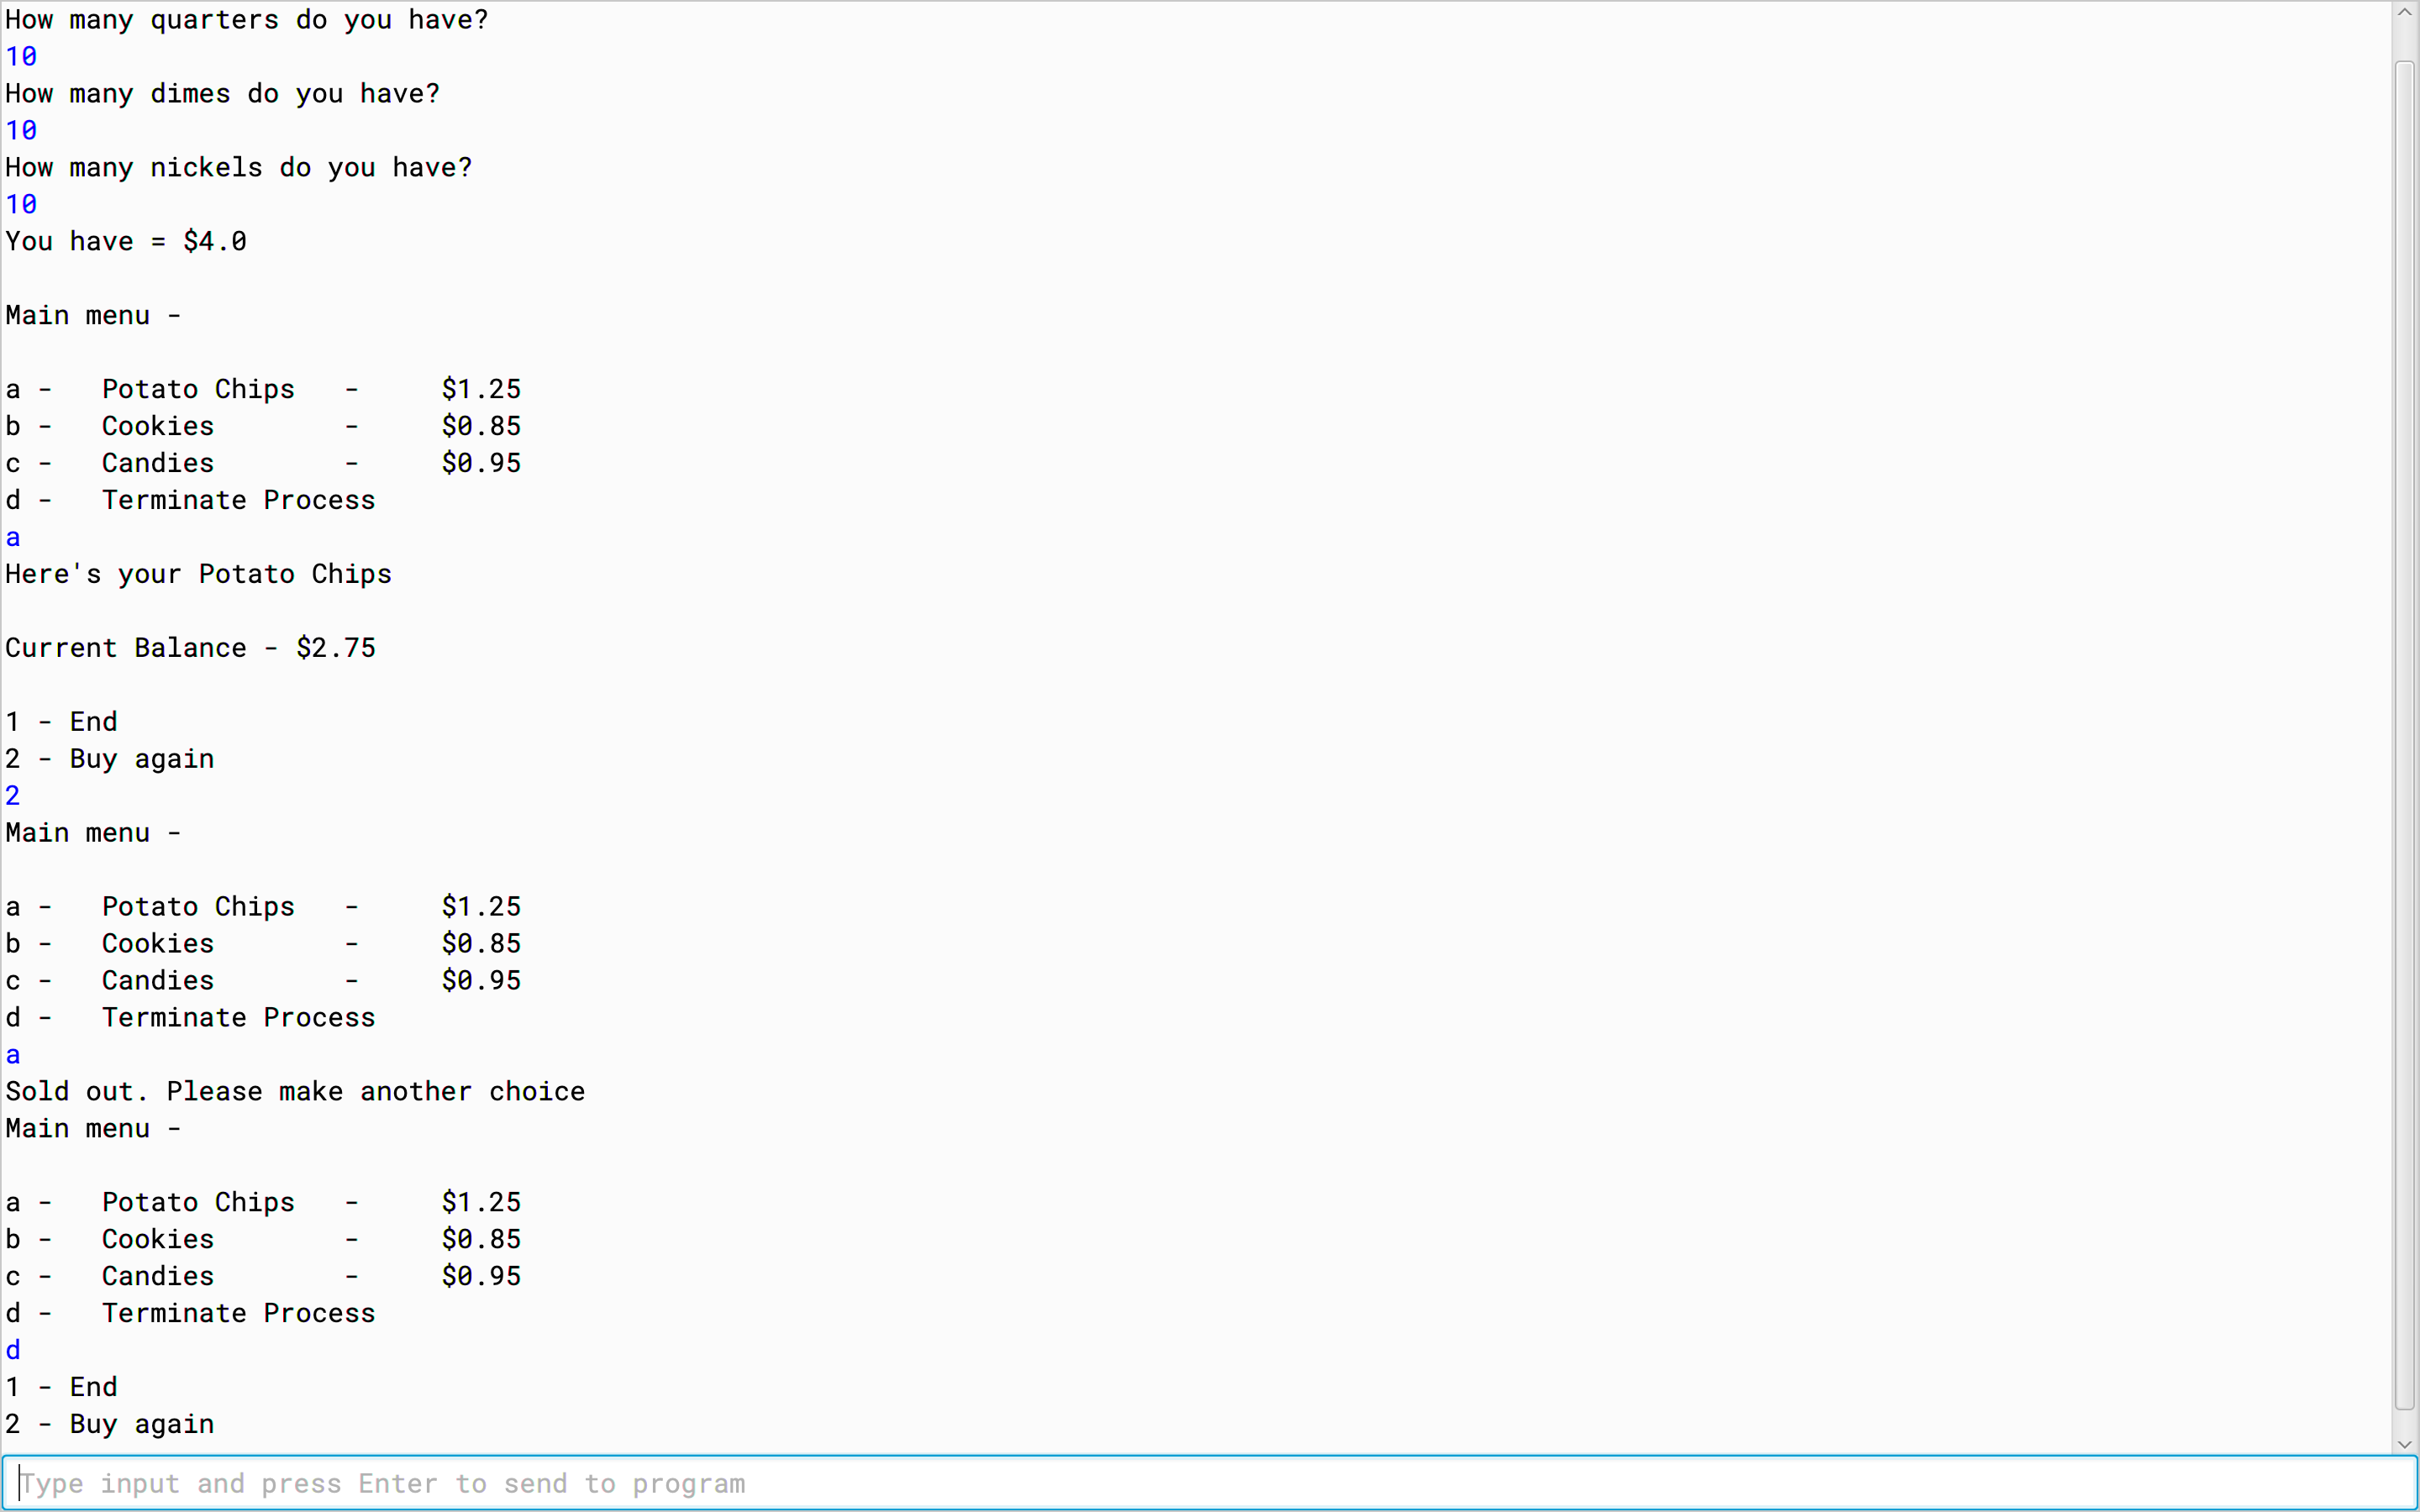 How many quarters do you have?
10
How many dimes do you have?
10
How many nickels do you have?
10
You have = $4.0
Main menu -
a -   Potato Chips   -     $1.25
b -   Cookies        -     $0.85
c -   Candies        -     $0.95
d -   Terminate Process
a
Here's your Potato Chips
Current Balance - $2.75
1 - End
2 - Buy again
2
Main menu -
a -   Potato Chips   -     $1.25
b -   Cookies        -     $0.85
c -   Candies        -     $0.95
d -   Terminate Process
a
Sold out. Please make another choice
Main menu -
a -   Potato Chips   -     $1.25
b -   Cookies        -     $0.85
c -   Candies        -     $0.95
d -   Terminate Process
d
1 - End
2 - Buy again
Type input and press Enter to send to program